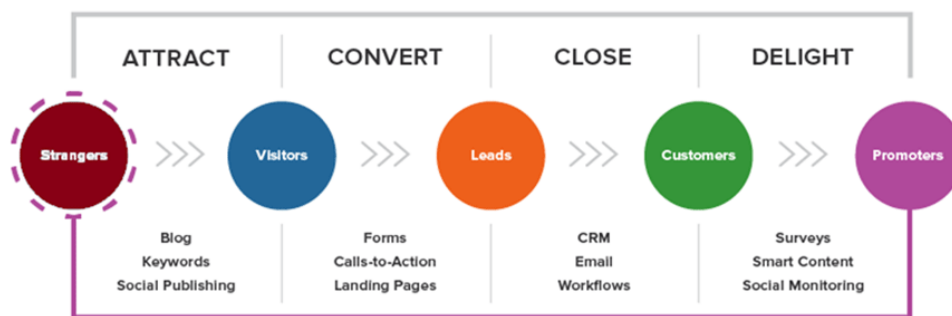 ATTRACT CONVERT CLOSE DELIGHT
Strangers Visitors Leads Customers Promoters
Blog Forms CRM Surveys
Keywords Calls-to-Action Email Smart Content
Social Publishing Landing Pages Workflows Social Monitoring